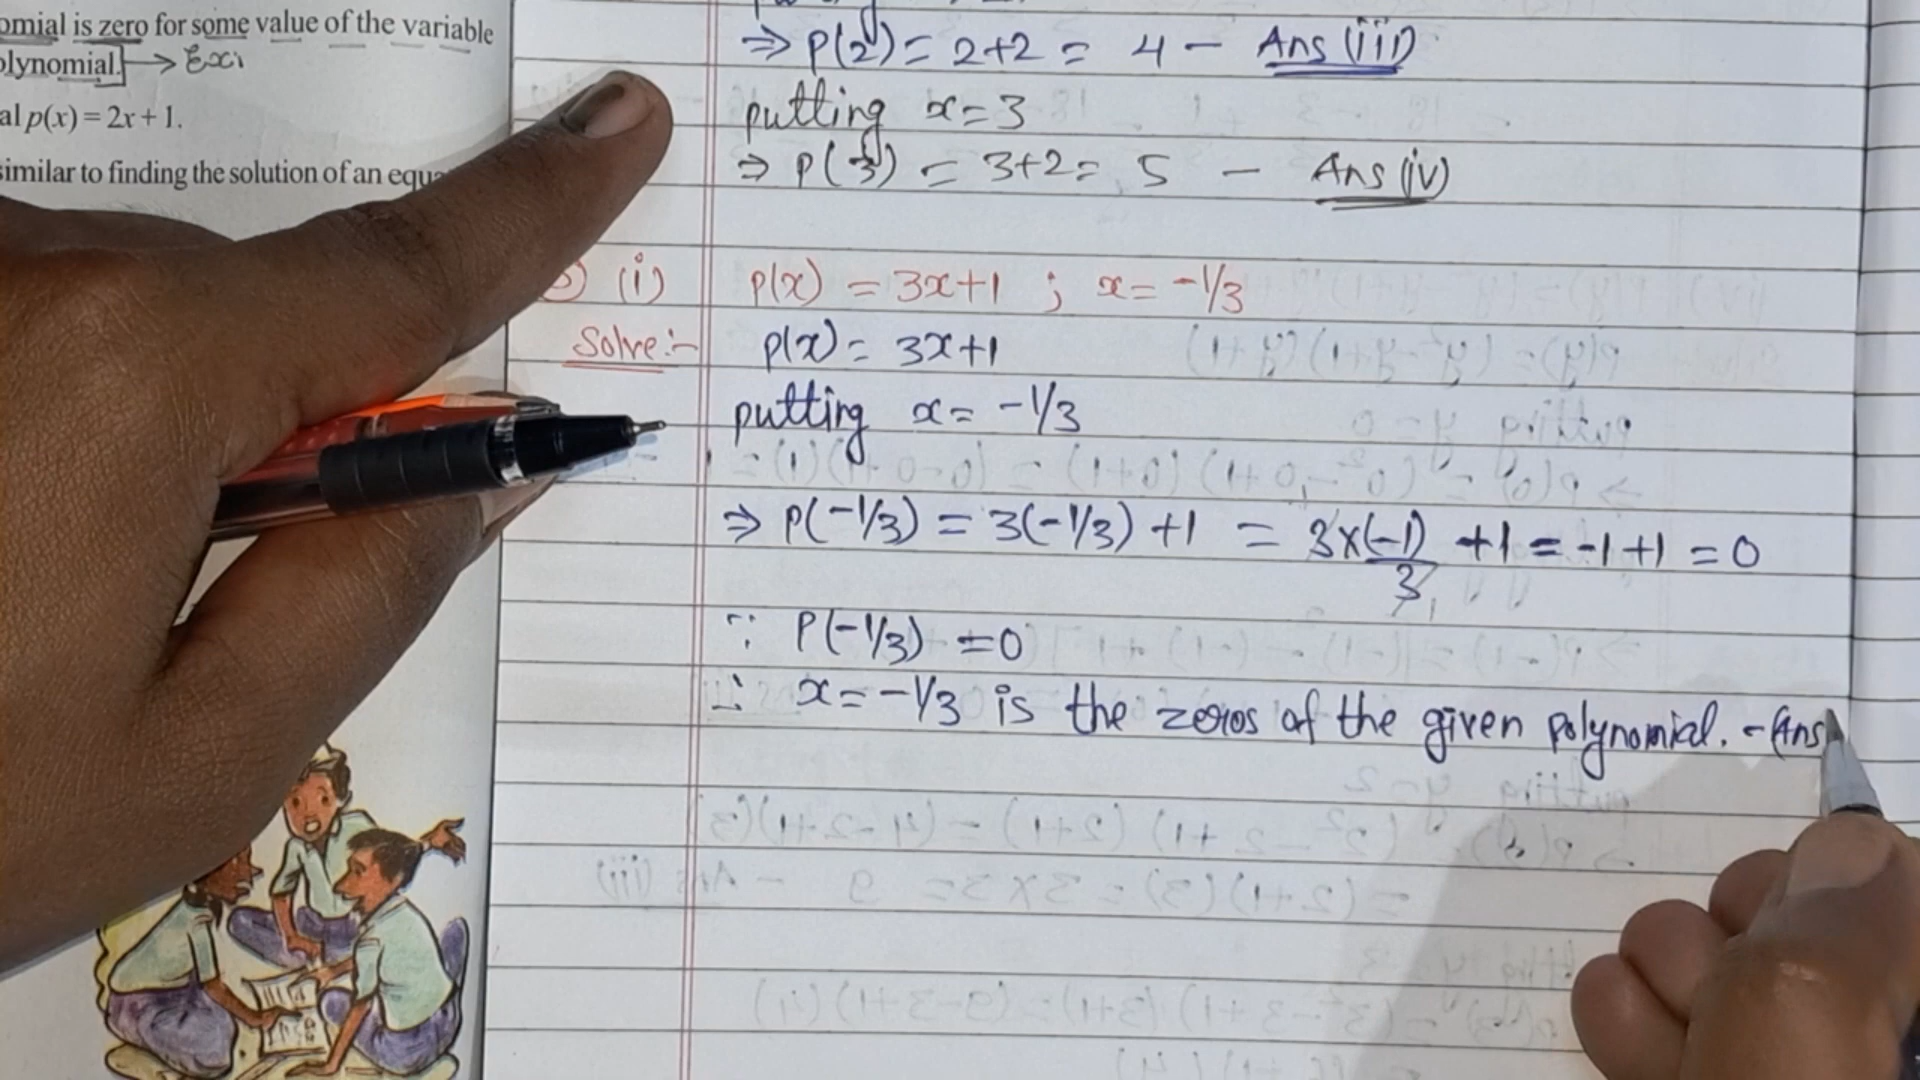 omial is zero for some value of the variable
olynomial. → Exi
al p(x) = 2x + 1.
similar to finding the solution of an equa
⇒ p(2) = 2+2 = 4 - Ans (iii)
putting x = 3
⇒ p(3) = 3+2 = 5 - Ans (iv)
(i) p(x) = 3x+1 ; x = -1/3
Solve:- p(x) = 3x+1
putting x = -1/3
⇒ p(-1/3) = 3(-1/3) +1 = 3×(-1)/3 +1 = -1 +1 = 0
∵ P(-1/3) = 0
∴ x = -1/3 is the zeros of the given polynomial. - (Ans